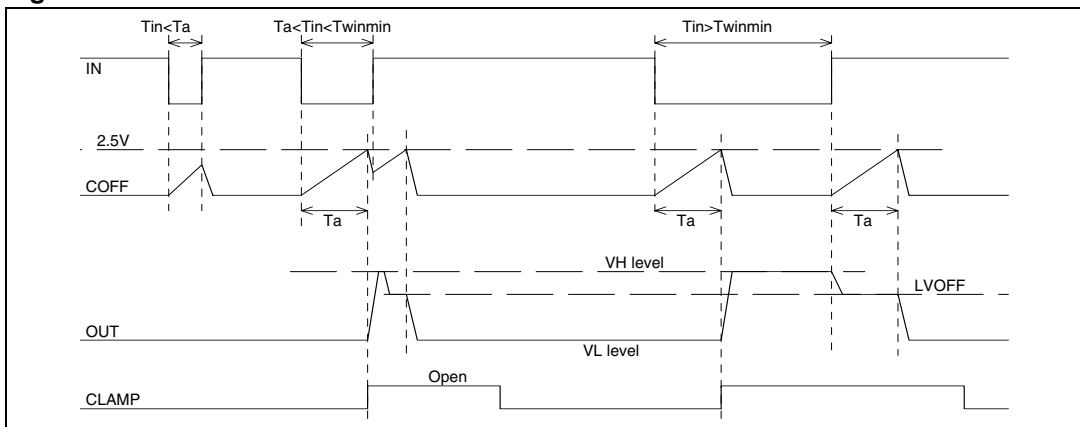 Tin<Ta
Ta<Tin<Twinmin
Tin>Twinmin
IN
2.5V
COFF
Ta
Ta
Ta
VH level
LVOFF
OUT
VL level
Open
CLAMP